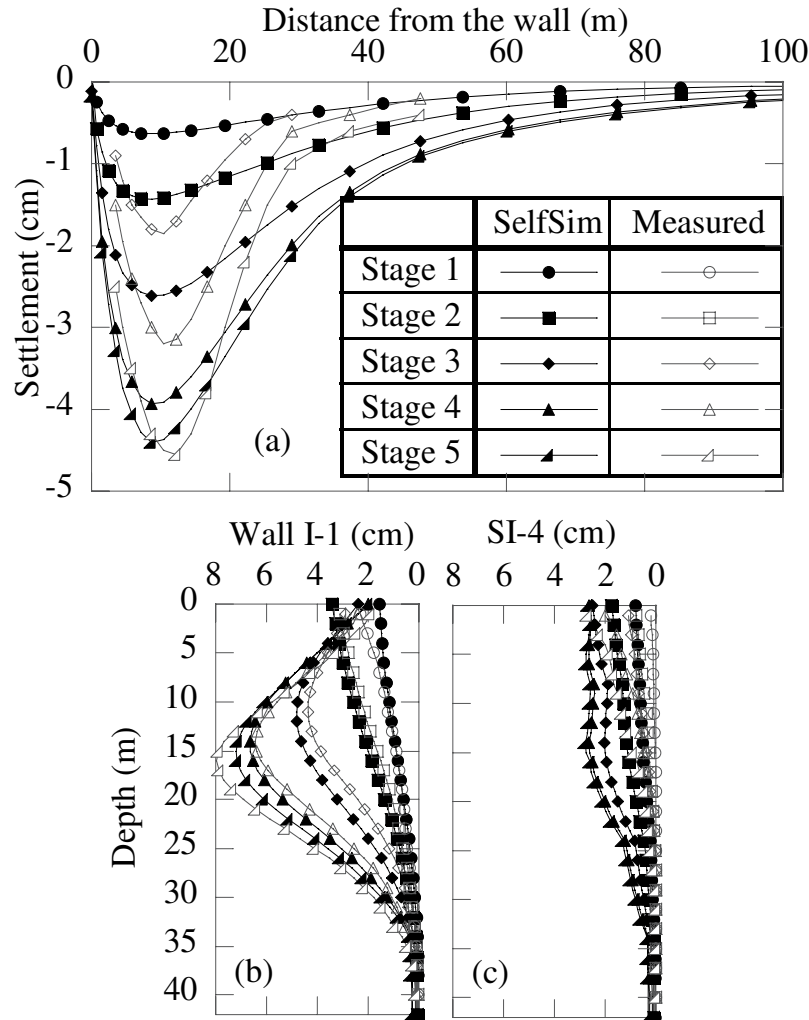 Distance from the wall (m)
0 20 40 60 80 100
Settlement (cm)
0
-1
-2
-3
-4
-5
SelfSim Measured
Stage 1
Stage 2
Stage 3
Stage 4
Stage 5
(a)
Wall I-1 (cm)
8 6 4 2 0
SI-4 (cm)
8 6 4 2 0
Depth (m)
0
5
10
15
20
25
30
35
40
(b)
(c)